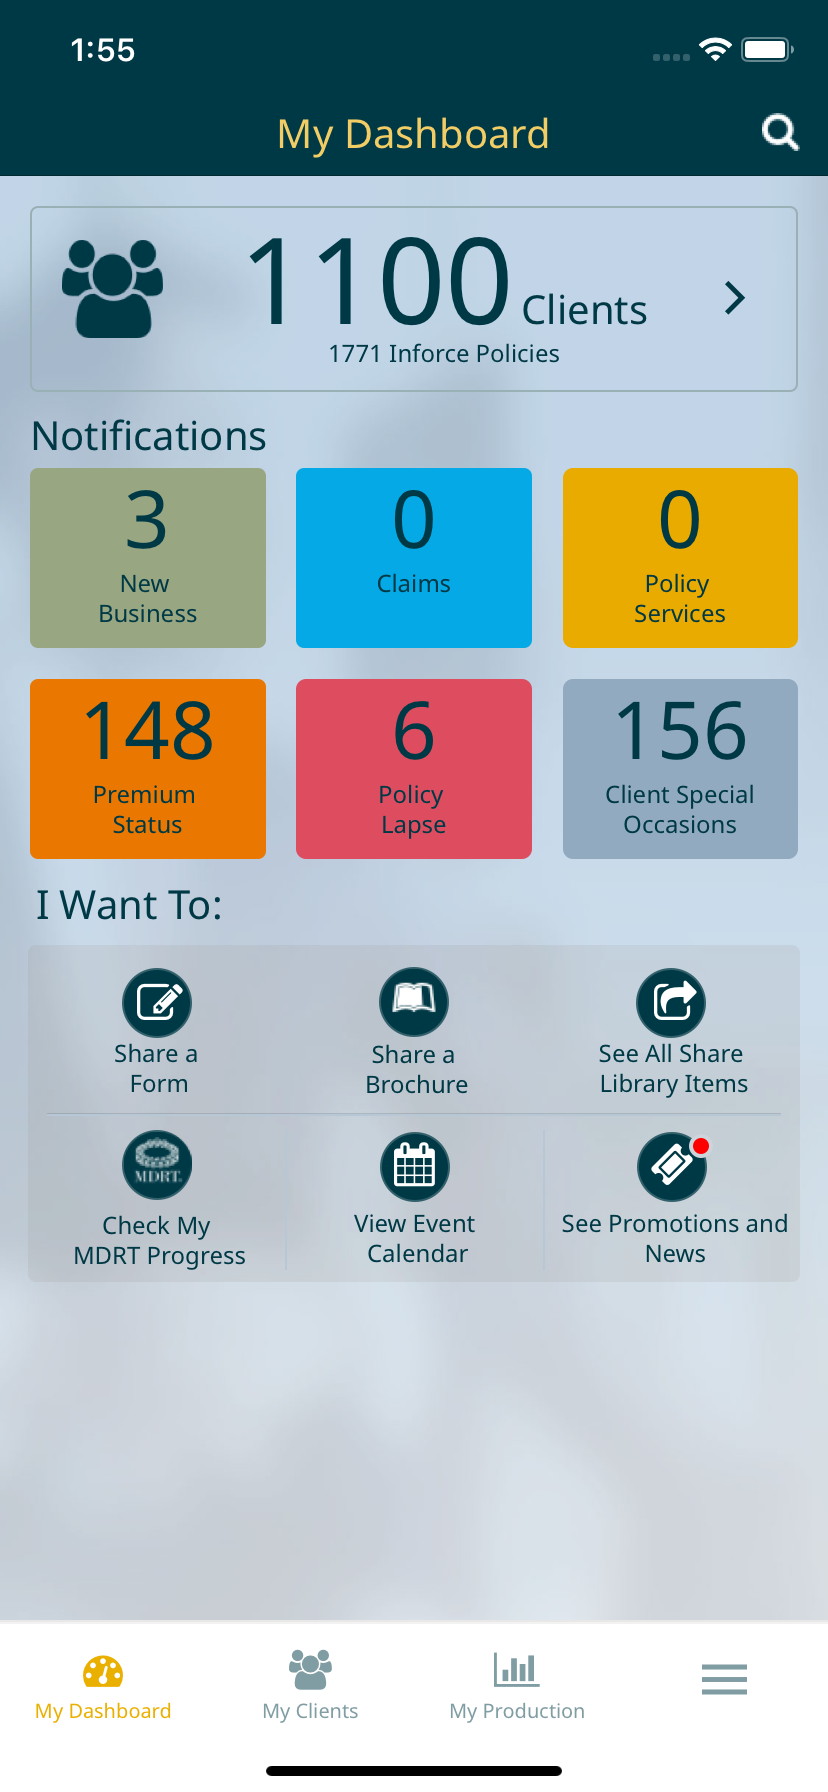 1:55
My Dashboard
1100 Clients
1771 Inforce Policies
Notifications
3
New
Business
0
Claims
0
Policy
Services
148
Premium
Status
6
Policy
Lapse
156
Client Special
Occasions
I Want To:
Share a
Form
Share a
Brochure
See All Share
Library Items
MDRT
Check My
MDRT Progress
View Event
Calendar
See Promotions and
News
My Dashboard
My Clients
My Production